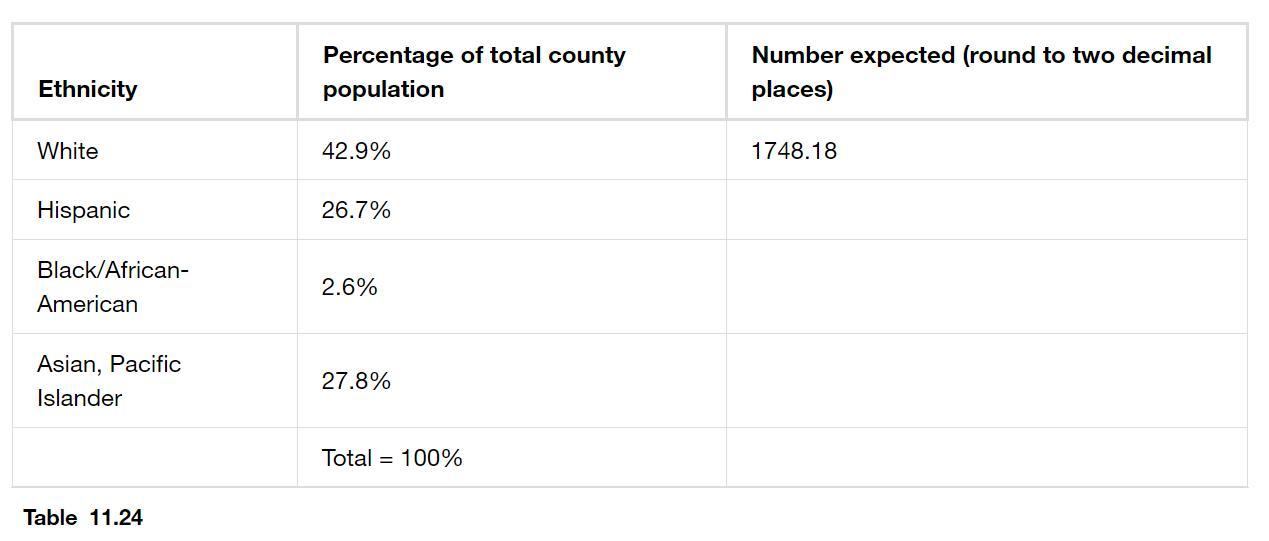 Ethnicity
Percentage of total county
population
Number expected (round to two decimal
places)
White
42.9%
1748.18
Hispanic
26.7%
Black/African-
American
2.6%
Asian, Pacific
Islander
27.8%
Total = 100%
Table 11.24